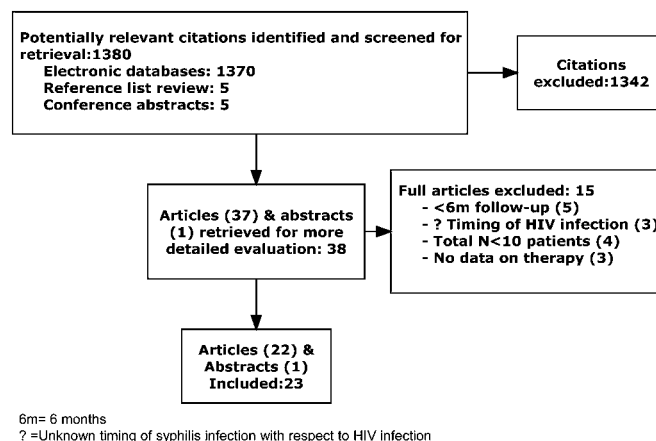 Potentially relevant citations identified and screened for
retrieval:1380
Electronic databases: 1370
Reference list review: 5
Conference abstracts: 5
Citations
excluded:1342
Articles (37) & abstracts
(1) retrieved for more
detailed evaluation: 38
Full articles excluded: 15
- <6m follow-up (5)
- ? Timing of HIV infection (3)
- Total N<10 patients (4)
- No data on therapy (3)
Articles (22) &
Abstracts (1)
Included:23
6m= 6 months
? =Unknown timing of syphilis infection with respect to HIV infection